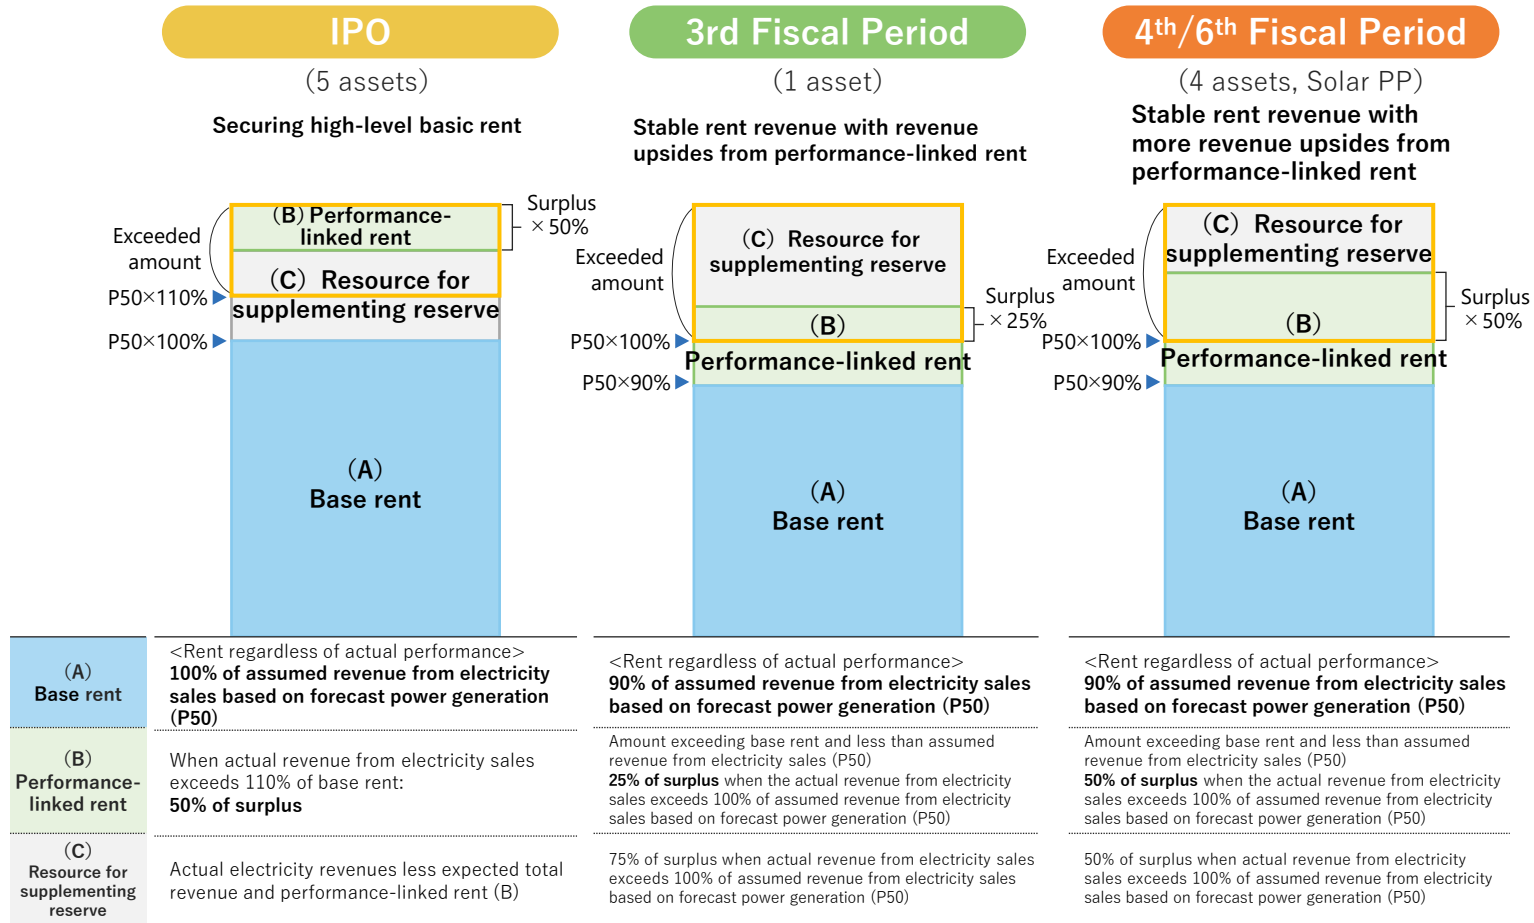 IPO
(5 assets)
Securing high-level basic rent
3rd Fiscal Period
(1 asset)
Stable rent revenue with revenue
upsides from performance-linked rent
4th/6th Fiscal Period
(4 assets, Solar PP)
Stable rent revenue with
more revenue upsides from
performance-linked rent
Exceeded
amount
P50×110%
P50×100%
(B) Performance-
linked rent
(C) Resource for
supplementing reserve
Surplus
×50%
(A)
Base rent
Exceeded
amount
P50×100%
P50×90%
(C) Resource for
supplementing reserve
(B)
Performance-linked rent
Surplus
×25%
(A)
Base rent
Exceeded
amount
P50×100%
P50×90%
(C) Resource for
supplementing reserve
(B)
Performance-linked rent
Surplus
×50%
(A)
Base rent
(A)
Base rent
<Rent regardless of actual performance>
100% of assumed revenue from electricity
sales based on forecast power generation
(P50)
<Rent regardless of actual performance>
90% of assumed revenue from electricity sales
based on forecast power generation (P50)
<Rent regardless of actual performance>
90% of assumed revenue from electricity sales
based on forecast power generation (P50)
(B)
Performance-
linked rent
When actual revenue from electricity sales
exceeds 110% of base rent:
50% of surplus
Amount exceeding base rent and less than assumed
revenue from electricity sales (P50)
25% of surplus when the actual revenue from electricity
sales exceeds 100% of assumed revenue from electricity
sales based on forecast power generation (P50)
Amount exceeding base rent and less than assumed
revenue from electricity sales (P50)
50% of surplus when the actual revenue from electricity
sales exceeds 100% of assumed revenue from electricity
sales based on forecast power generation (P50)
(C)
Resource for
supplementing
reserve
Actual electricity revenues less expected total
revenue and performance-linked rent (B)
75% of surplus when actual revenue from electricity sales
exceeds 100% of assumed revenue from electricity sales
based on forecast power generation (P50)
50% of surplus when actual revenue from electricity
sales exceeds 100% of assumed revenue from electricity
sales based on forecast power generation (P50)